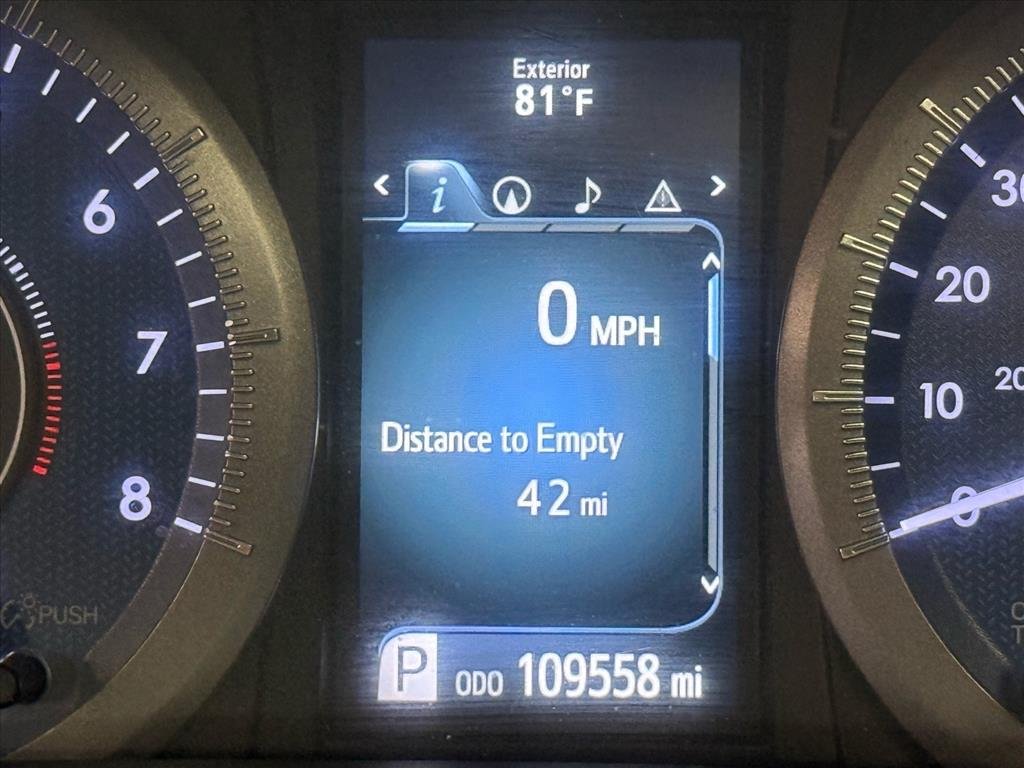 Exterior
81°F
i
0 MPH
Distance to Empty
42 mi
P ODO 109558 mi
6
7
8
PUSH
30
20
20
10
0